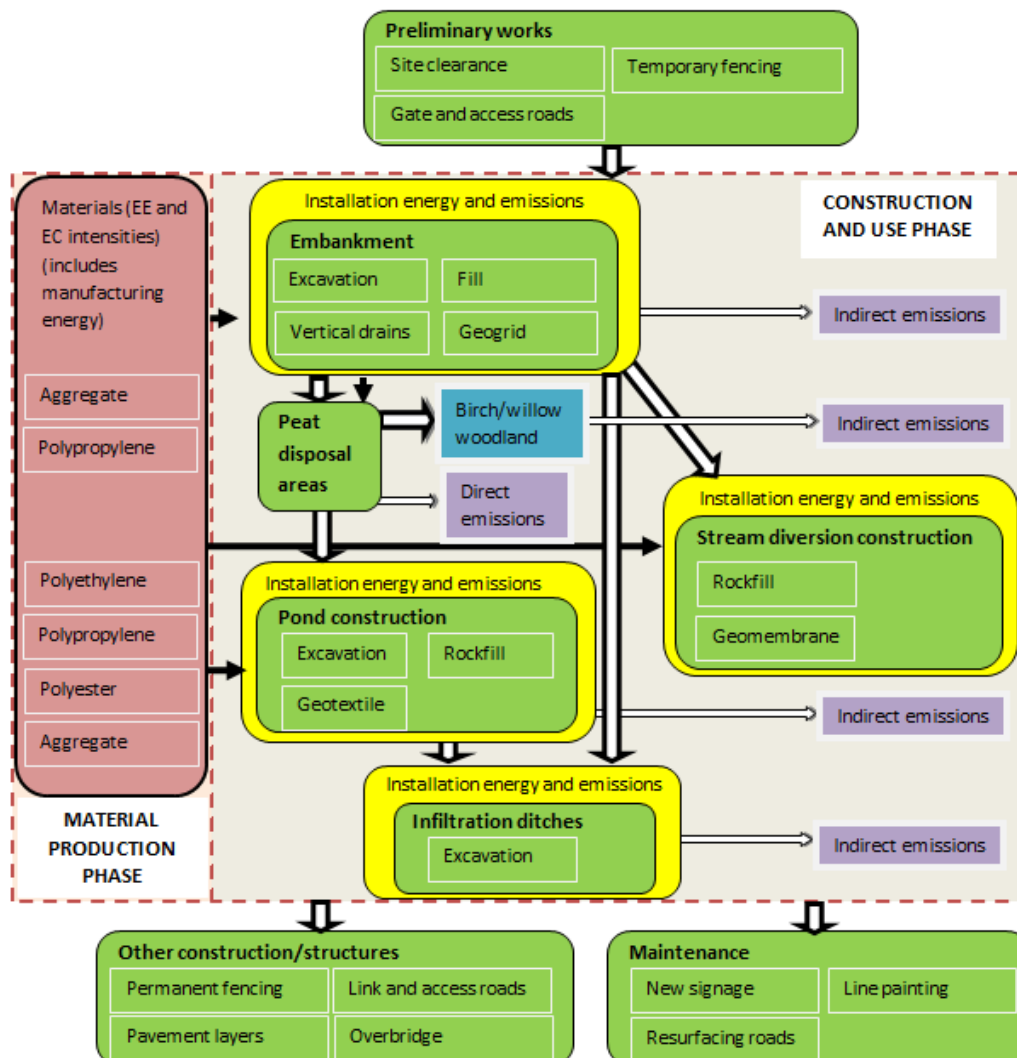 Preliminary works
Site clearance
Temporary fencing
Gate and access roads
Materials (EE and
EC intensities)
(includes
manufacturing
energy)
Aggregate
Polypropylene
Polyethylene
Polypropylene
Polyester
Aggregate
MATERIAL
PRODUCTION
PHASE
CONSTRUCTION
AND USE PHASE
Installation energy and emissions
Embankment
Excavation
Fill
Vertical drains
Geogrid
Indirect emissions
Peat
disposal
areas
Birch/willow
woodland
Indirect emissions
Direct
emissions
Installation energy and emissions
Stream diversion construction
Rockfill
Geomembrane
Installation energy and emissions
Pond construction
Excavation
Rockfill
Geotextile
Indirect emissions
Installation energy and emissions
Infiltration ditches
Excavation
Indirect emissions
Other construction/structures
Permanent fencing
Link and access roads
Pavement layers
Overbridge
Maintenance
New signage
Line painting
Resurfacing roads